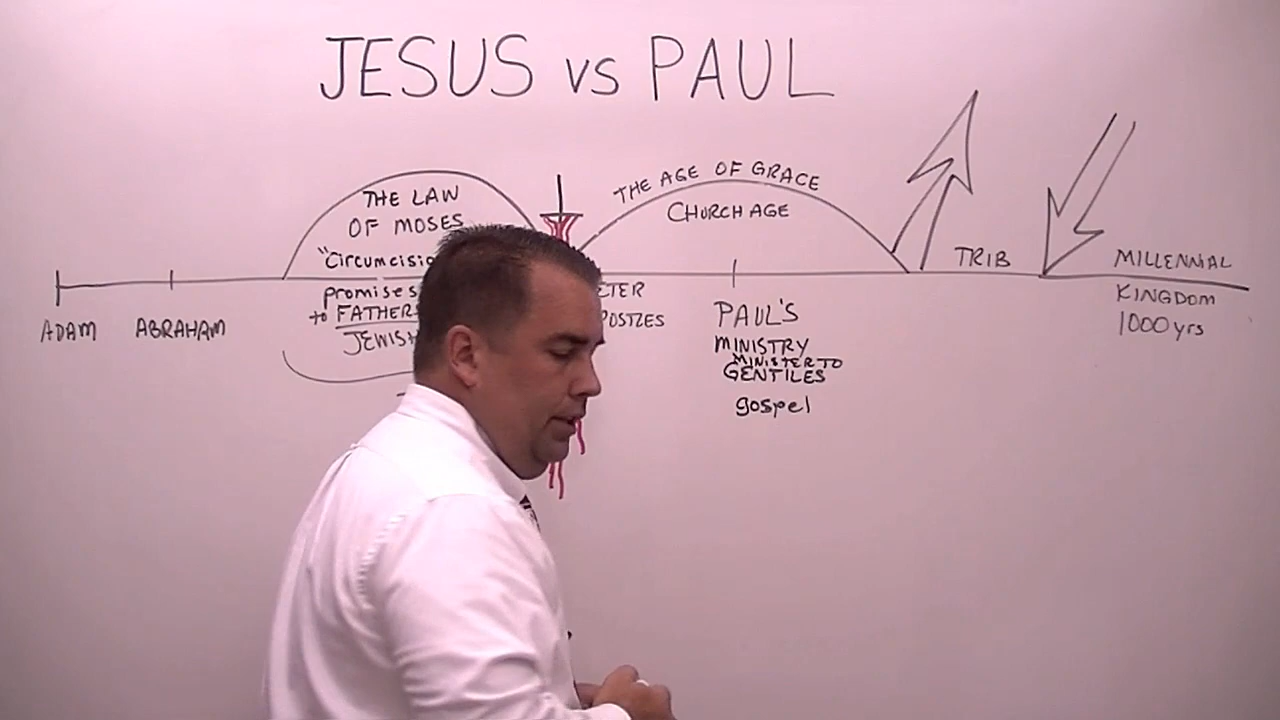 JESUS vs PAUL
THE LAW
OF MOSES
"Circumcisio
promises
to FATHERS
JEWISH
ADAM
ABRAHAM
ETER
POSTLES
THE AGE OF GRACE
CHURCH AGE
PAUL'S
MINISTRY
MINISTER TO
GENTILES
gospel
TRIB
MILLENNIAL
KINGDOM
1000 yrs